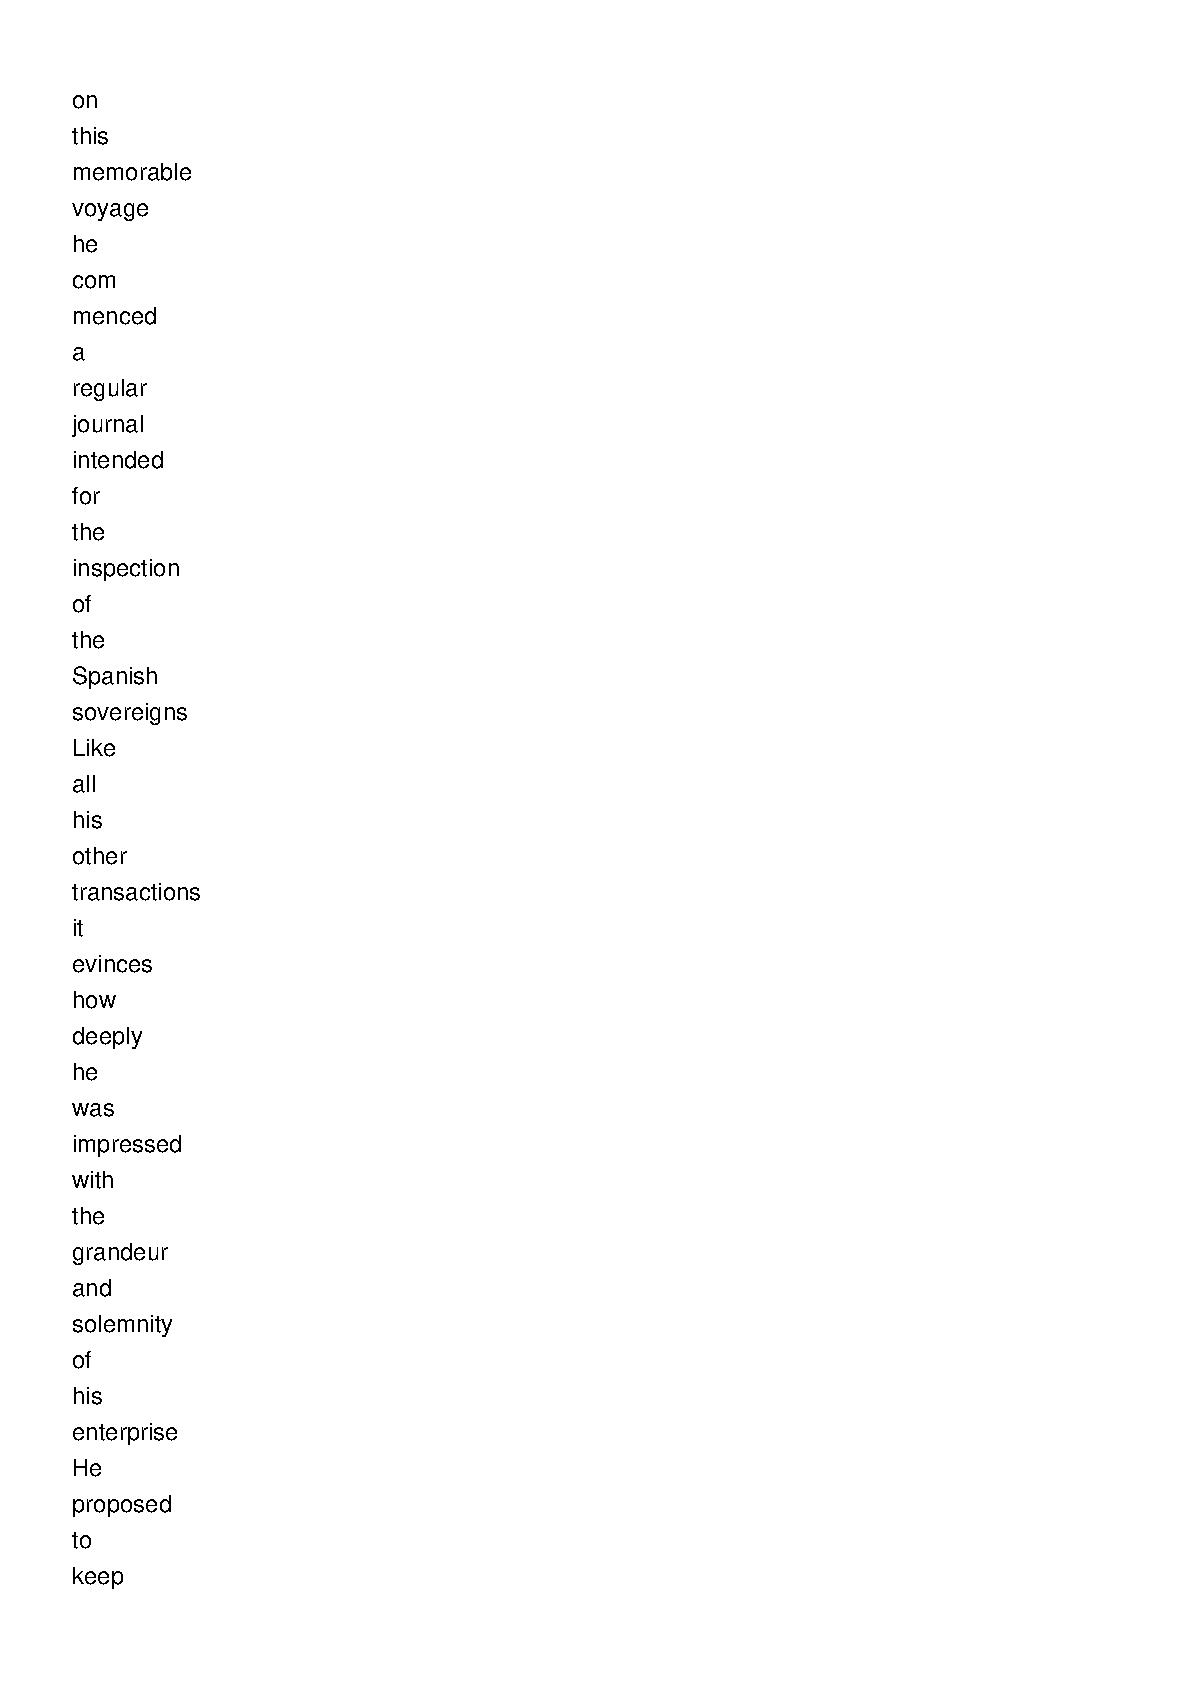 on
this
memorable
voyage
he
com
menced
a
regular
journal
intended
for
the
inspection
of
the
Spanish
sovereigns
Like
all
his
other
transactions
it
evinces
how
deeply
he
was
impressed
with
the
grandeur
and
solemnity
of
his
enterprise
He
proposed
to
keep